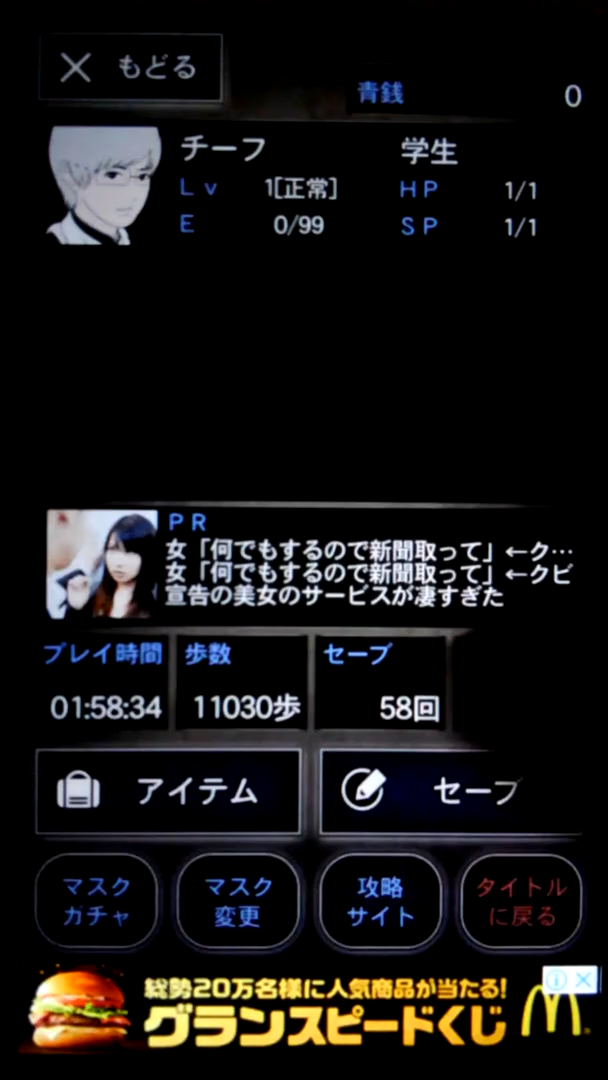 もどる
青銭 0
チーフ 学生
Lv 1[正常] HP 1/1
E 0/99 SP 1/1
PR
女「何でもするので新聞取って」←ク…
女「何でもするので新聞取って」←クビ
宣告の美女のサービスが凄すぎた
プレイ時間 歩数 セーブ
01:58:34 11030歩 58回
アイテム セーブ
マスク
ガチャ
マスク
変更
攻略
サイト
タイトル
に戻る
総勢20万名様に人気商品が当たる!
グランスピードくじ